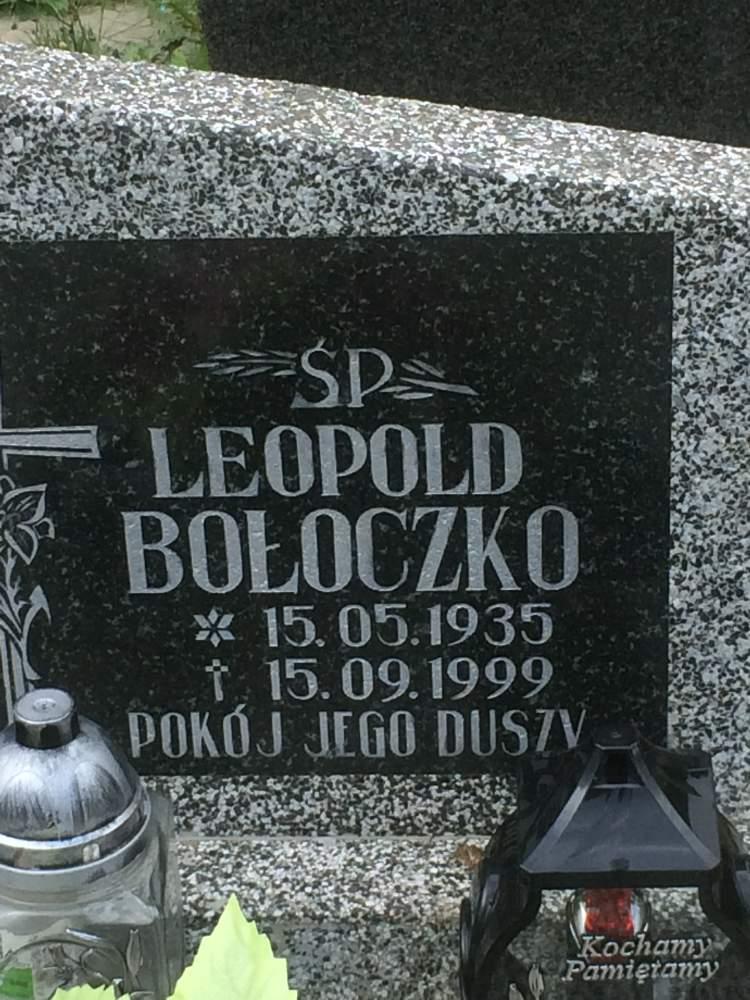 ŚP
LEOPOLD
BOŁOCZKO
* 15.05.1935
† 15.09.1999
POKÓJ JEGO DUSZY
Kochamy
Pamiętamy